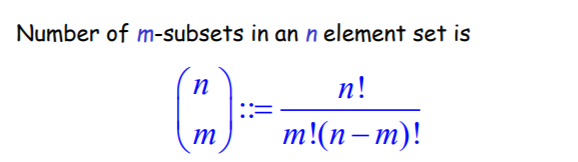 Number of m-subsets in an n element set is
(n m) ::= n! / m!(n – m)!